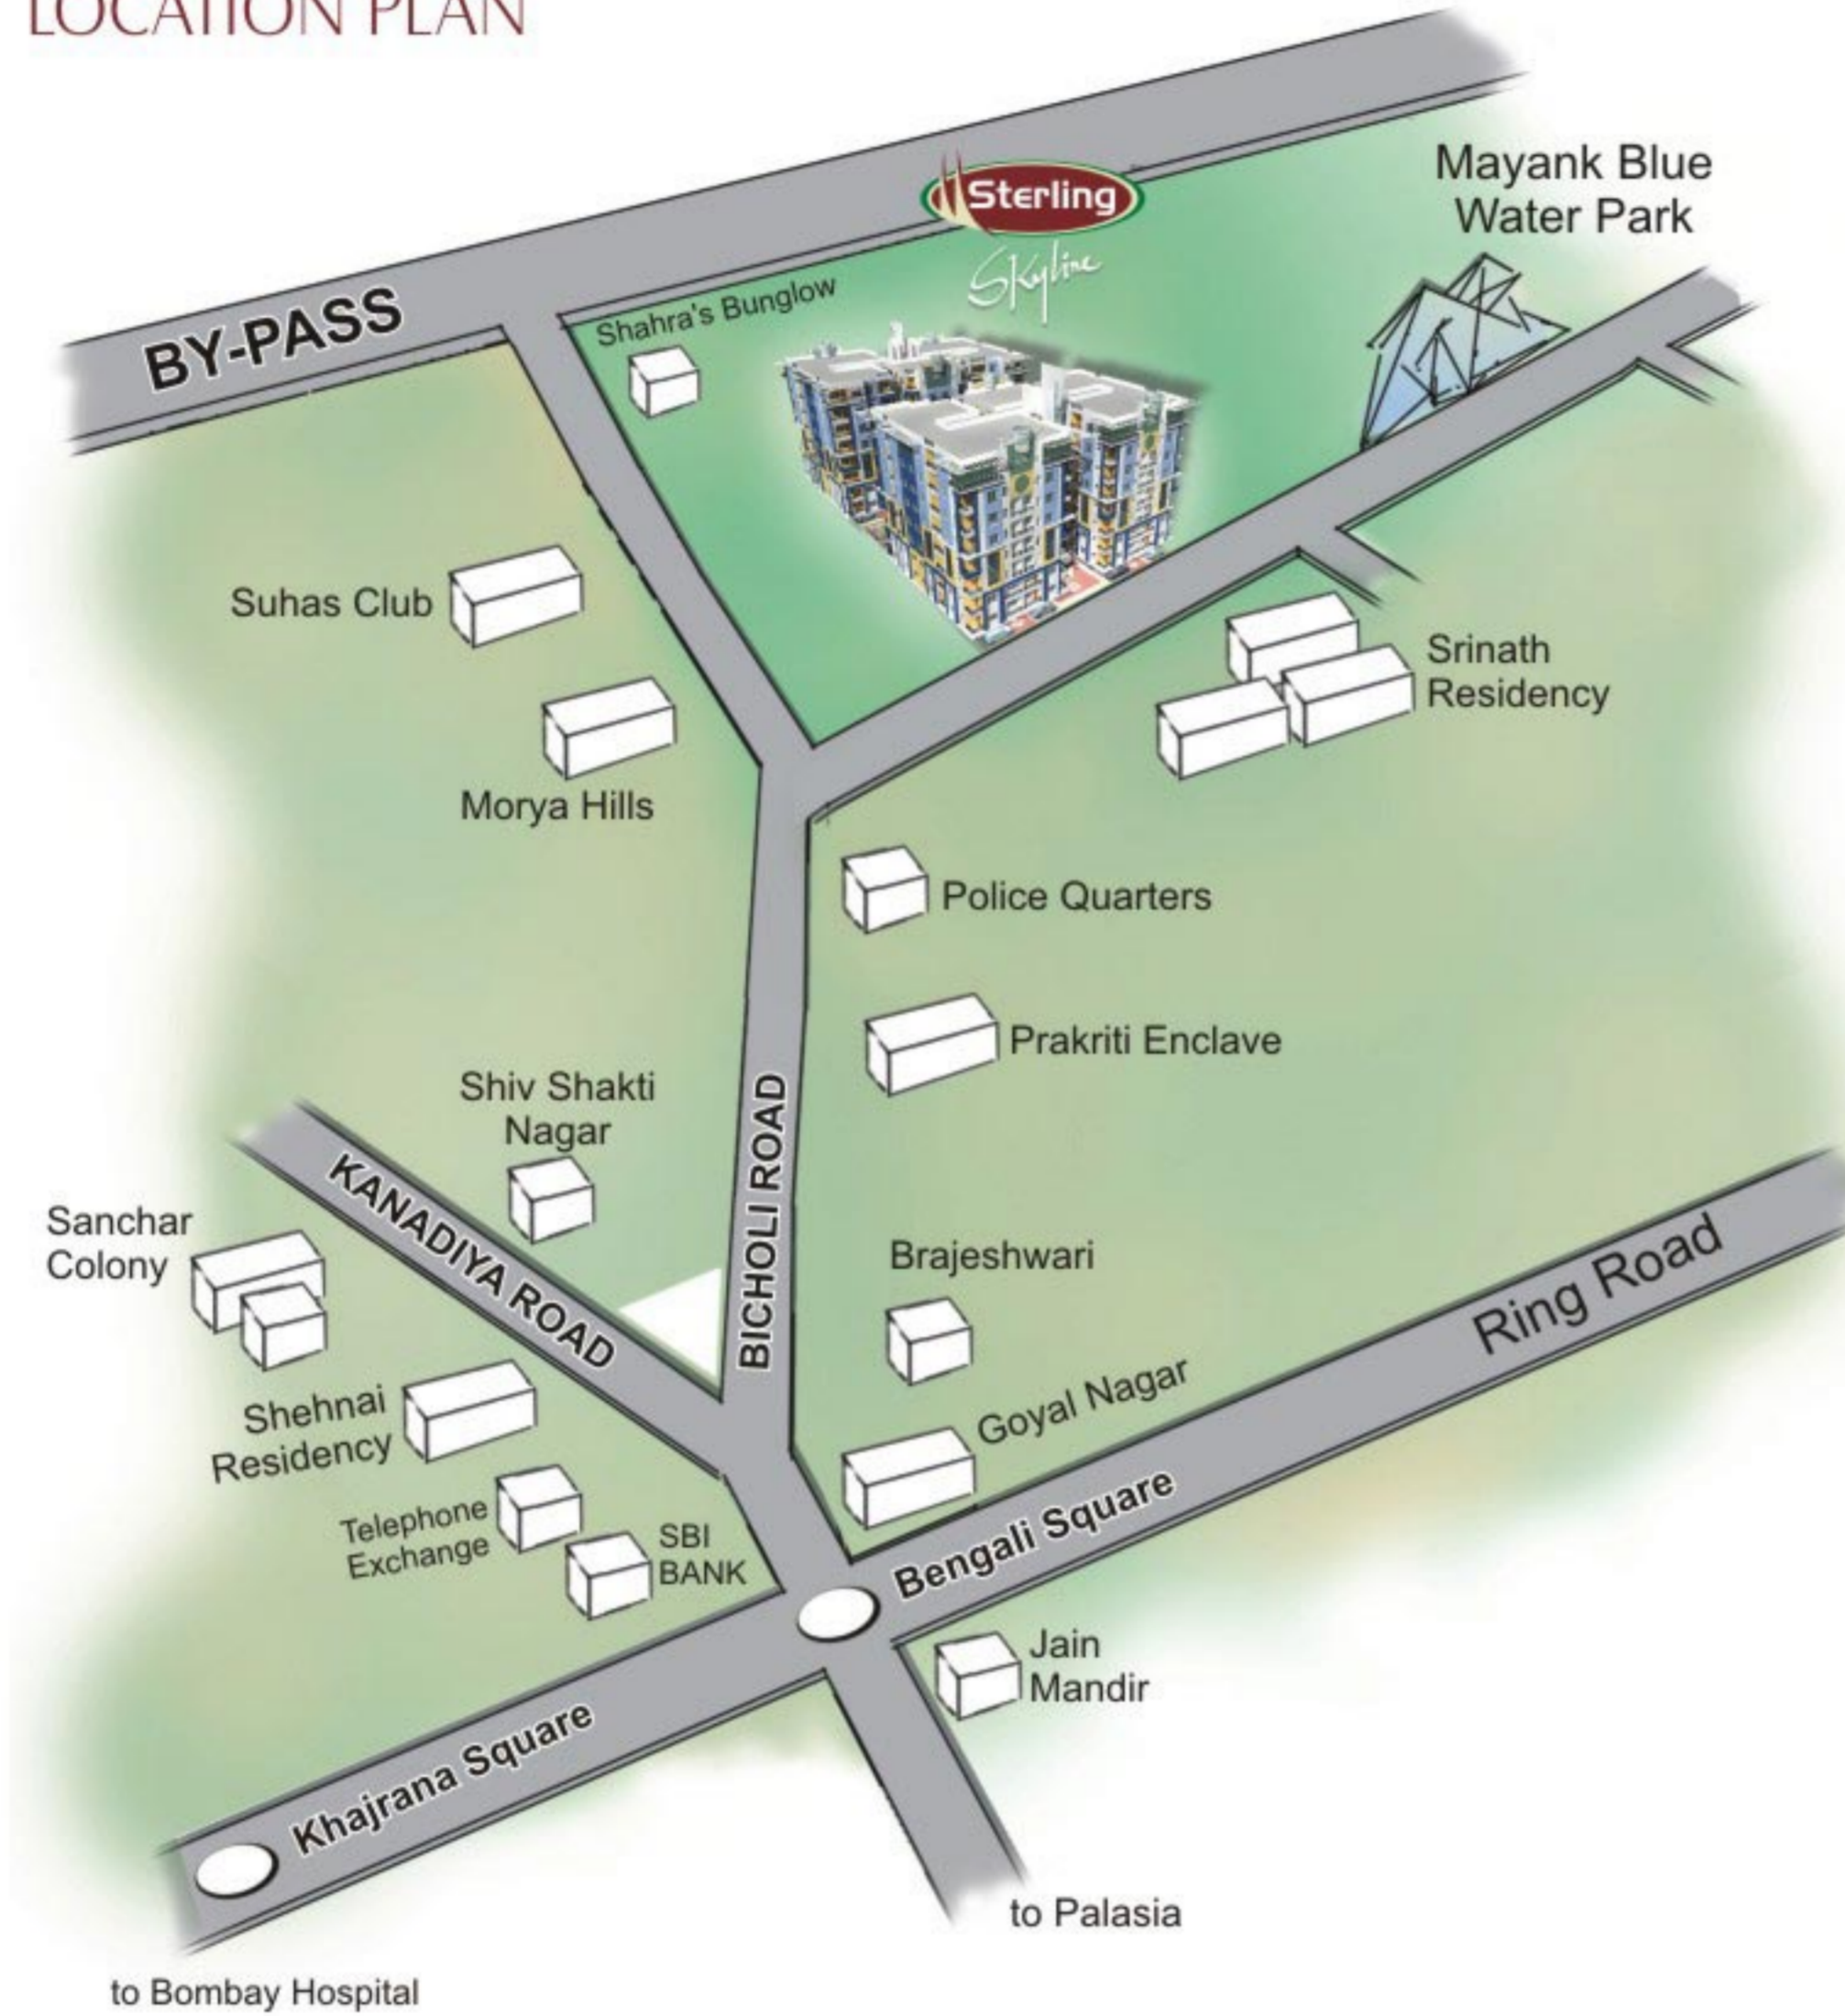 LOCATION PLAN
Sterling
Skyline
Mayank Blue
Water Park
BY-PASS
Shahra's Bunglow
Suhas Club
Srinath
Residency
Morya Hills
Police Quarters
Prakriti Enclave
Shiv Shakti
Nagar
BICHOLI ROAD
KANADIYA ROAD
Sanchar
Colony
Brajeshwari
Ring Road
Shehnai
Residency
Goyal Nagar
Telephone
Exchange
SBI
BANK
Bengali Square
Jain
Mandir
Khajrana Square
to Palasia
to Bombay Hospital